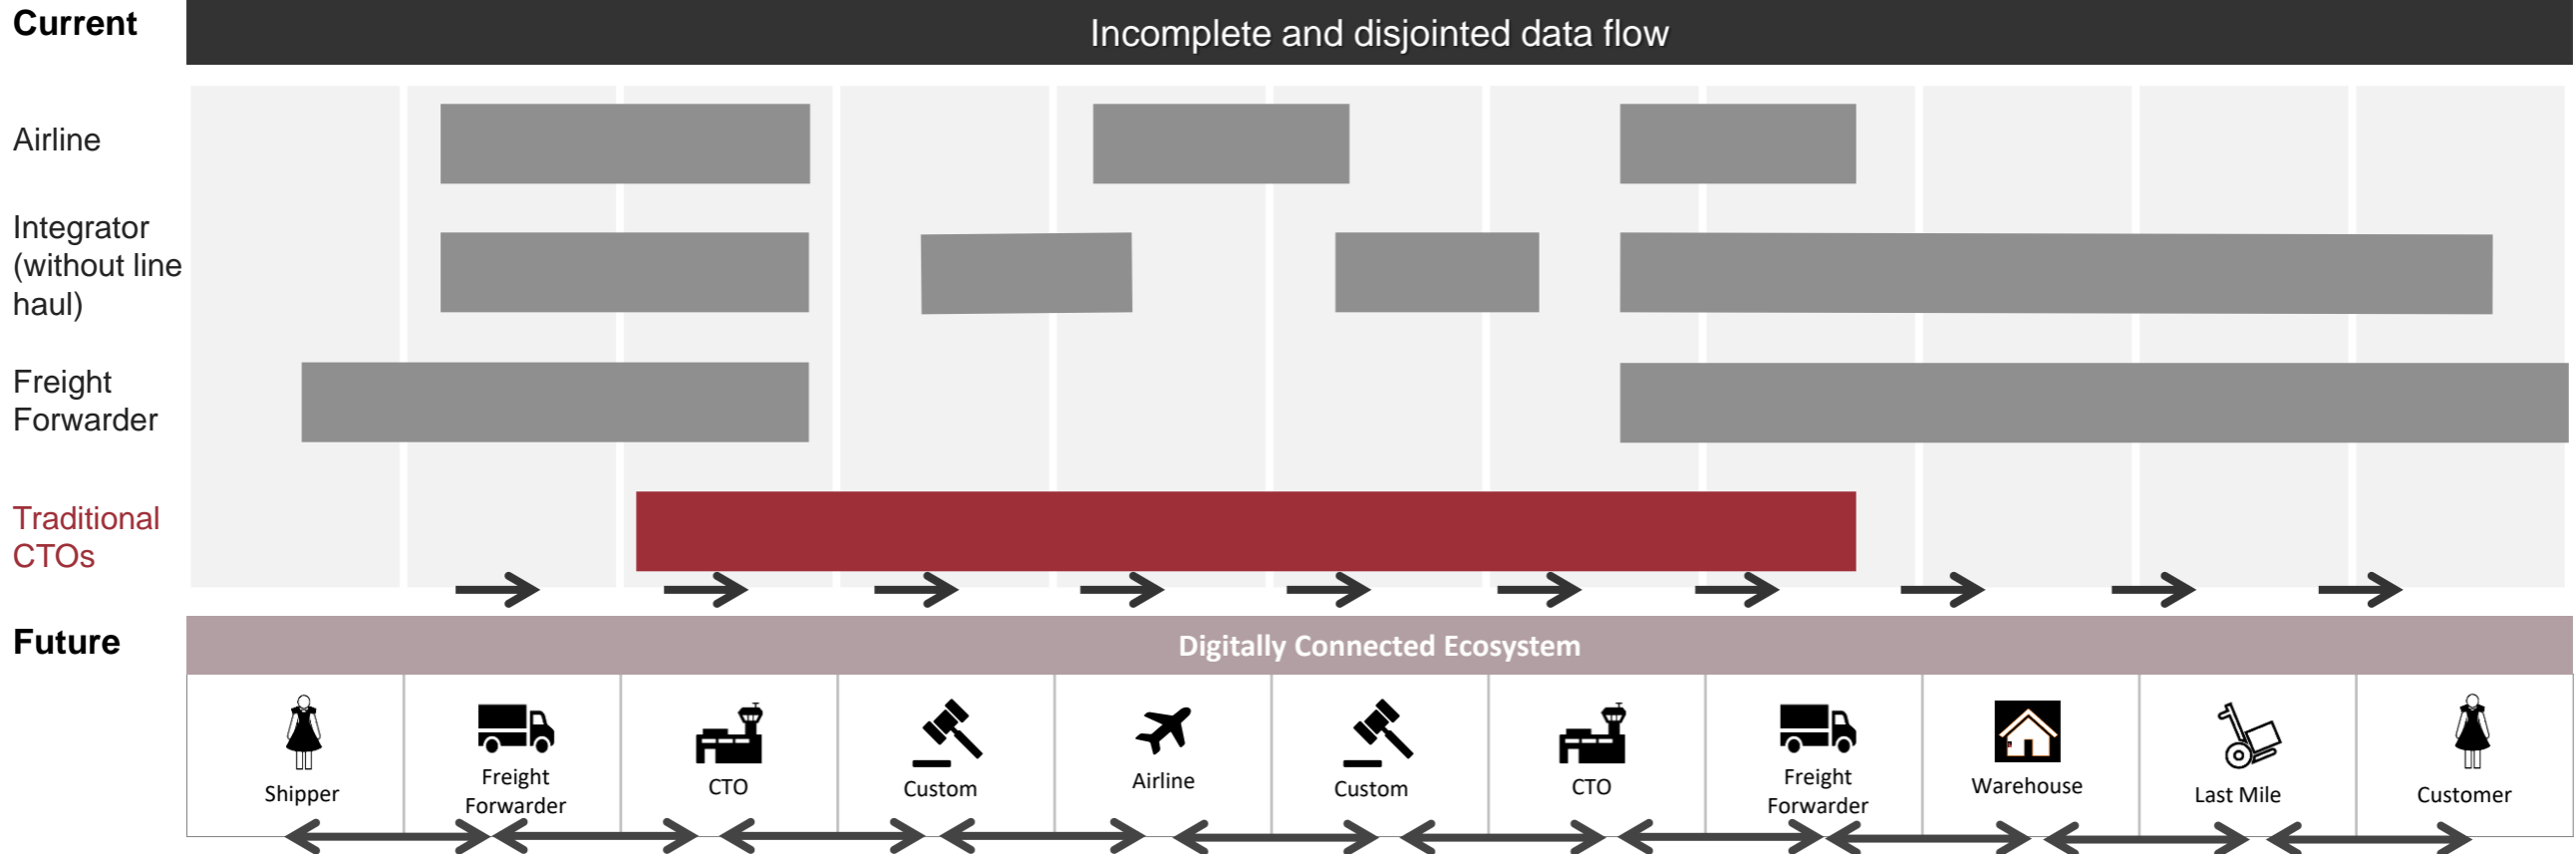 Current
Incomplete and disjointed data flow
Airline
Integrator
(without line
haul)
Freight
Forwarder
Traditional
CTOs
Future
Digitally Connected Ecosystem
Shipper
Freight
Forwarder
CTO
Custom
Airline
Custom
CTO
Freight
Forwarder
Warehouse
Last Mile
Customer